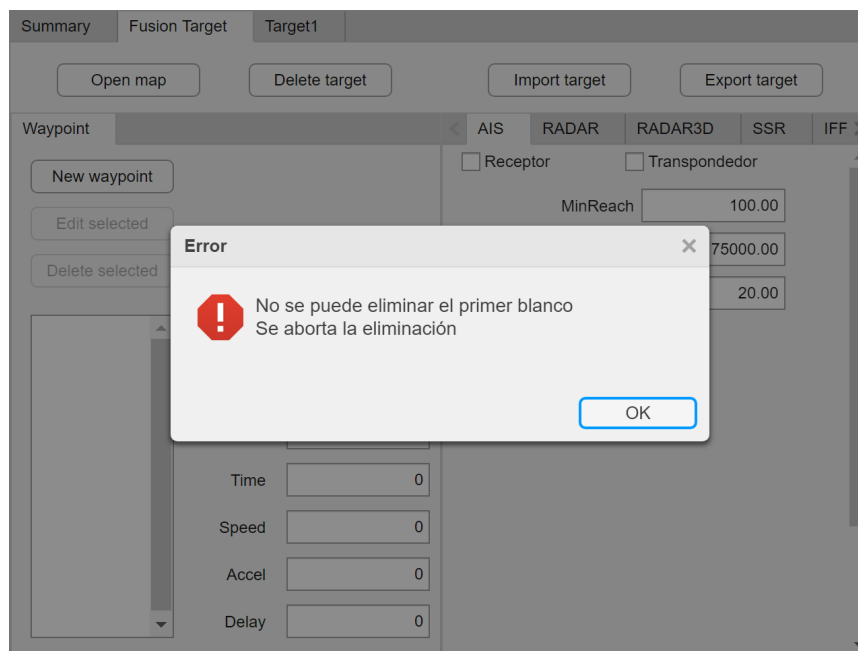 Summary Fusion Target Target1
Open map Delete target Import target Export target
Waypoint AIS RADAR RADAR3D SSR IFF
Receptor Transpondedor
New waypoint
MinReach 100.00
Edit selected
Error
75000.00
Delete selected
20.00
No se puede eliminar el primer blanco
Se aborta la eliminación
OK
Time 0
Speed 0
Accel 0
Delay 0